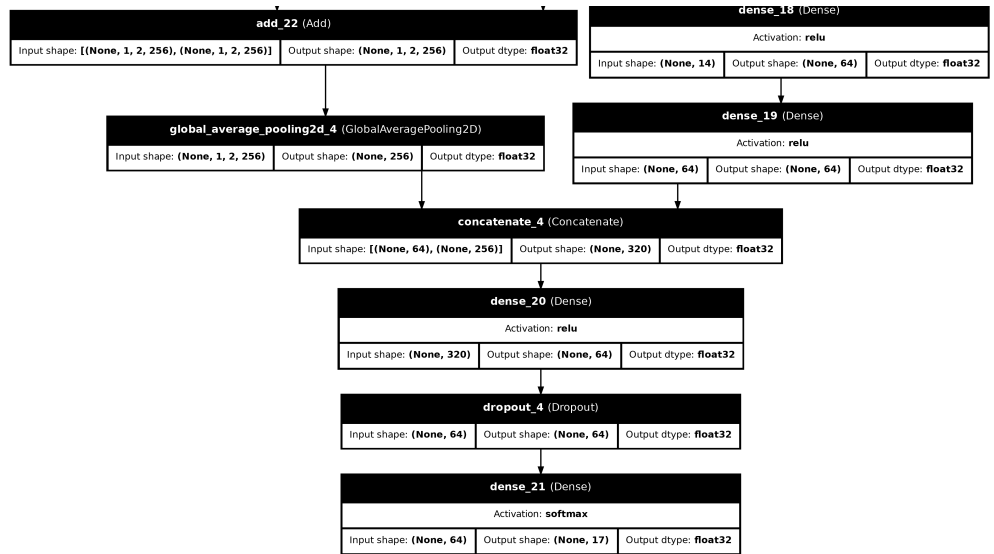 add_22 (Add)
Input shape: [(None, 1, 2, 256), (None, 1, 2, 256)] Output shape: (None, 1, 2, 256) Output dtype: float32
dense_18 (Dense)
Activation: relu
Input shape: (None, 14) Output shape: (None, 64) Output dtype: float32
global_average_pooling2d_4 (GlobalAveragePooling2D)
Input shape: (None, 1, 2, 256) Output shape: (None, 256) Output dtype: float32
dense_19 (Dense)
Activation: relu
Input shape: (None, 64) Output shape: (None, 64) Output dtype: float32
concatenate_4 (Concatenate)
Input shape: [(None, 64), (None, 256)] Output shape: (None, 320) Output dtype: float32
dense_20 (Dense)
Activation: relu
Input shape: (None, 320) Output shape: (None, 64) Output dtype: float32
dropout_4 (Dropout)
Input shape: (None, 64) Output shape: (None, 64) Output dtype: float32
dense_21 (Dense)
Activation: softmax
Input shape: (None, 64) Output shape: (None, 17) Output dtype: float32